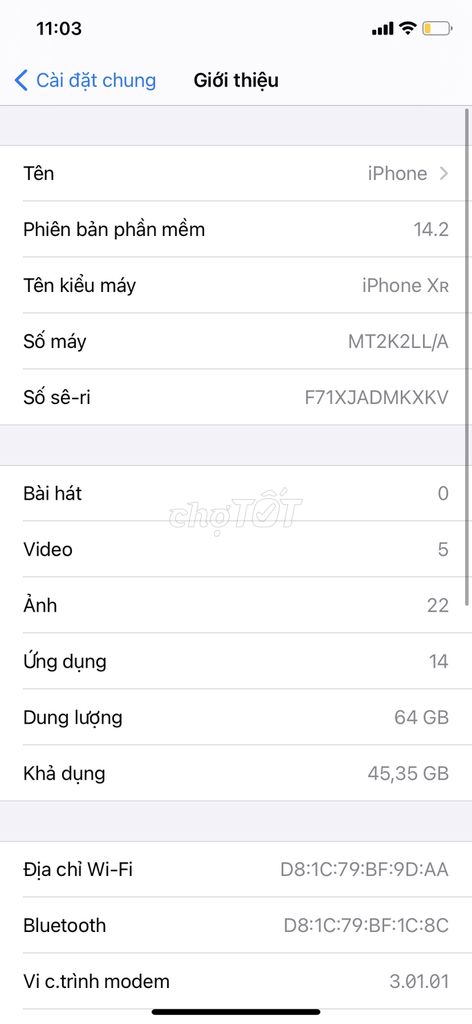 11:03
Cài đặt chung
Giới thiệu
Tên iPhone
Phiên bản phần mềm 14.2
Tên kiểu máy iPhone XR
Số máy MT2K2LL/A
Số sê-ri F71XJADMKXKV
Bài hát 0
chợTỐT
Video 5
Ảnh 22
Ứng dụng 14
Dung lượng 64 GB
Khả dụng 45,35 GB
Địa chỉ Wi-Fi D8:1C:79:BF:9D:AA
Bluetooth D8:1C:79:BF:1C:8C
Vi c.trình modem 3.01.01